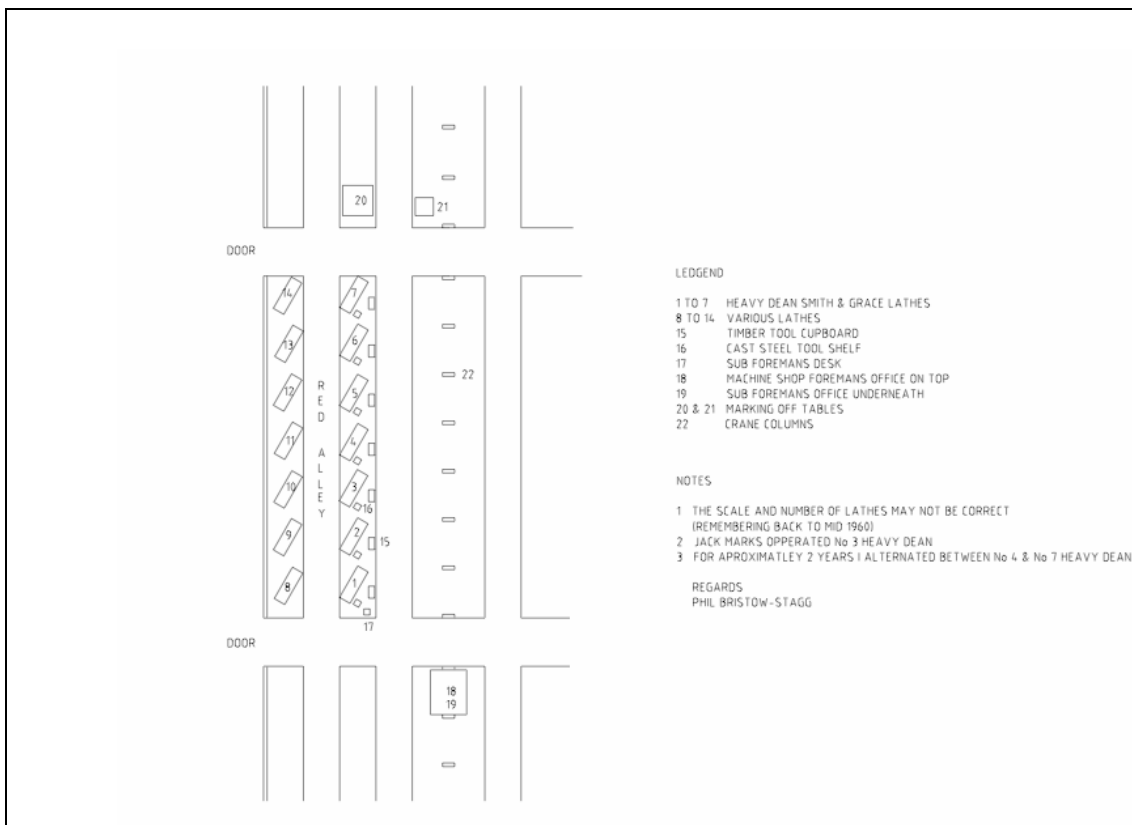 20
21
DOOR
14
7
13
6
22
12
5
RED ALLEY
11
4
10
3
16
9
2
15
8
1
17
DOOR
18
19
LEDGEND
1 TO 7 HEAVY DEAN SMITH & GRACE LATHES
8 TO 14 VARIOUS LATHES
15 TIMBER TOOL CUPBOARD
16 CAST STEEL TOOL SHELF
17 SUB FOREMANS DESK
18 MACHINE SHOP FOREMANS OFFICE ON TOP
19 SUB FOREMANS OFFICE UNDERNEATH
20 & 21 MARKING OFF TABLES
22 CRANE COLUMNS
NOTES
1 THE SCALE AND NUMBER OF LATHES MAY NOT BE CORRECT
(REMEMBERING BACK TO MID 1960)
2 JACK MARKS OPPERATED No 3 HEAVY DEAN
3 FOR APROXIMATLEY 2 YEARS I ALTERNATED BETWEEN No 4 & No 7 HEAVY DEAN
REGARDS
PHIL BRISTOW-STAGG